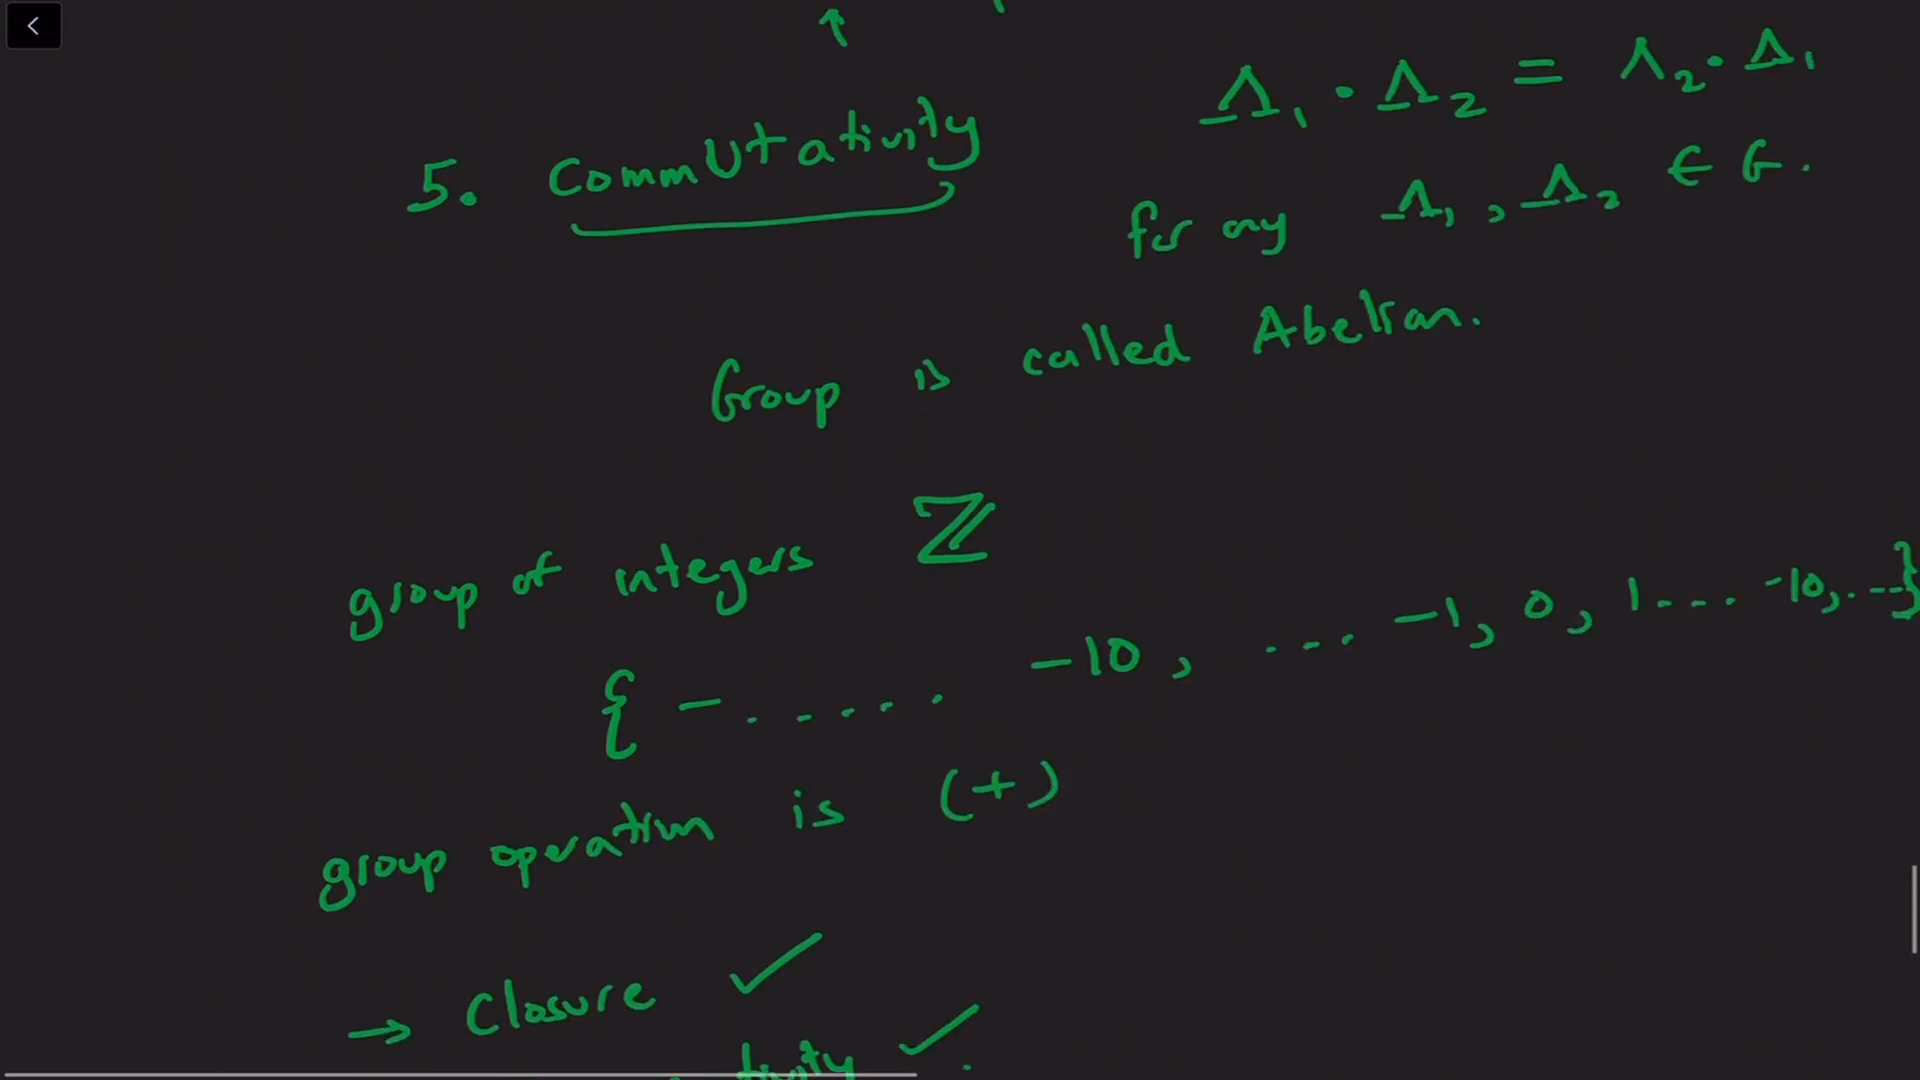 Λ₁ · Λ₂ = Λ₂ · Λ₁
5. Commutativity
for any Λ₁, Λ₂ ∈ G.
Group is called Abelian.
group of integers ℤ
{ - ..... -10, ... -1, 0, 1 ... -10, ...}
group operation is (+)
→ Closure ✓
tivity ✓